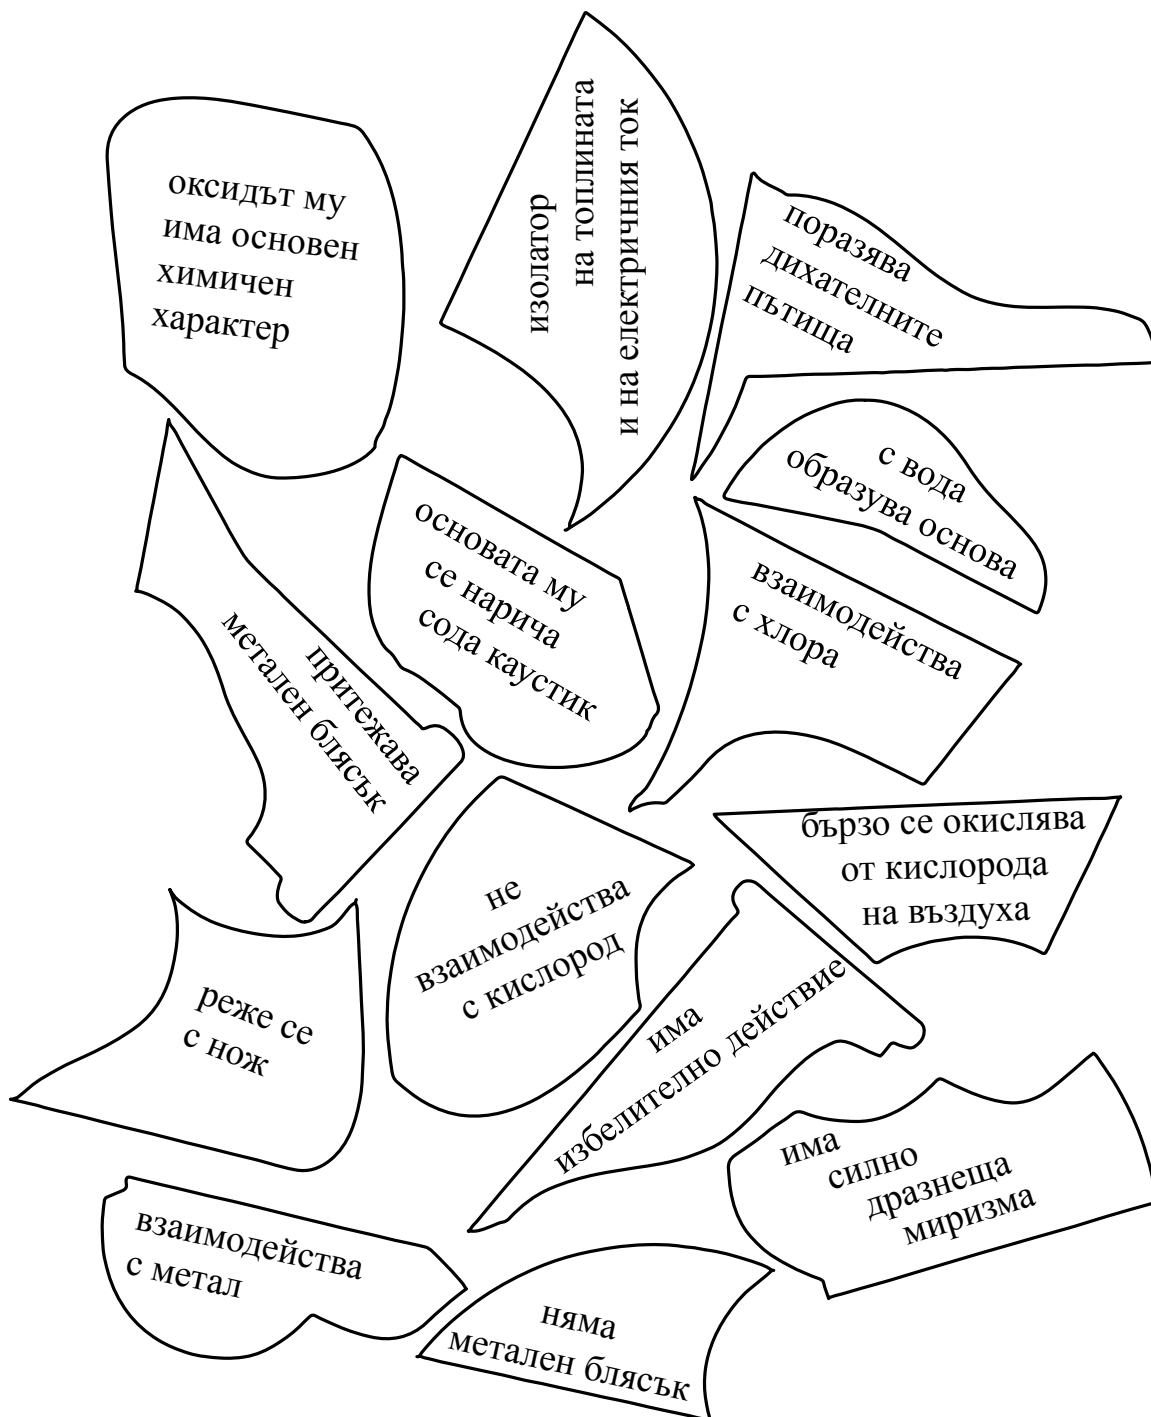 оксидът му
има основен
химичен
характер
изолатор
на топлината
и на електричния ток
поразява
дихателните
пътища
с вода
образува основа
основата му
се нарича
сода каустик
взаимодейства
с хлора
притежава
метален блясък
бързо се окислява
от кислорода
на въздуха
не
взаимодейства
с кислород
реже се
с нож
има
избелително действие
има
силно
дразнеща
миризма
взаимодейства
с метал
няма
метален блясък